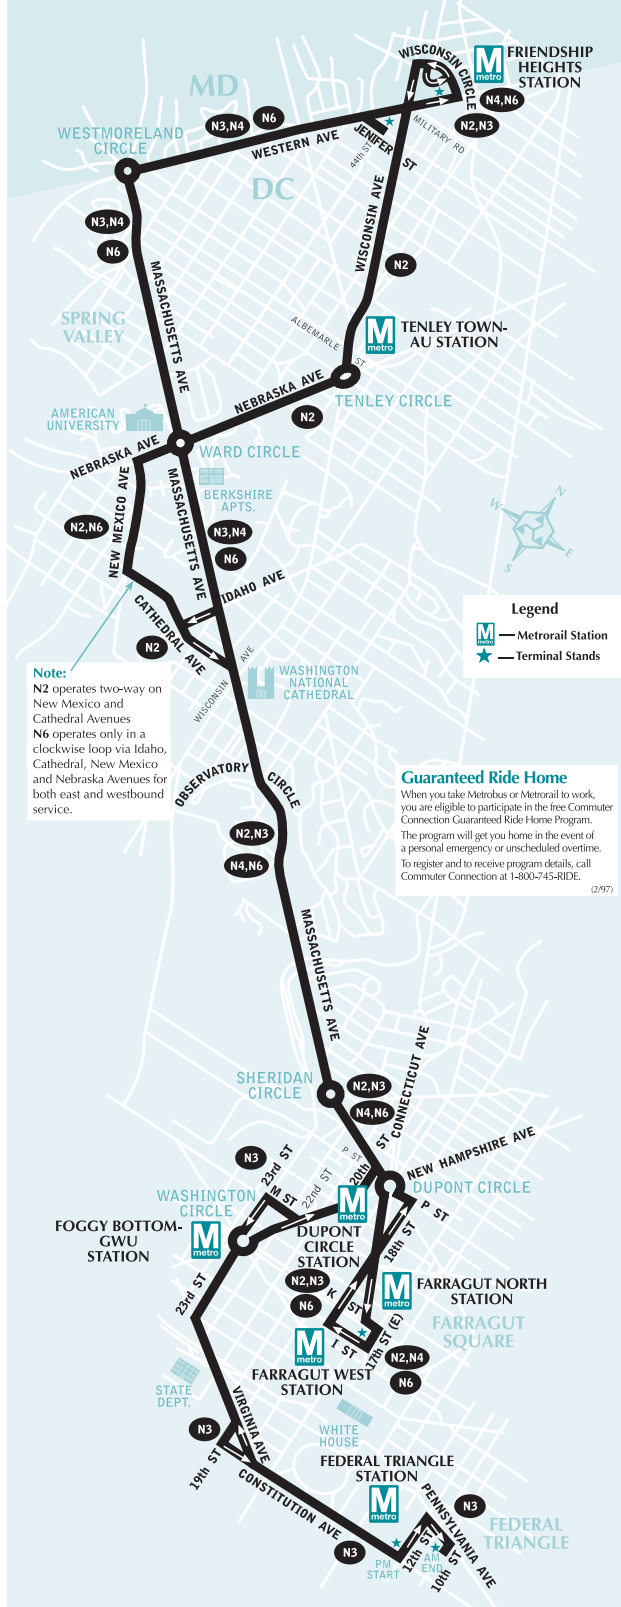 WISCONSIN CIRCLE
M
metro
FRIENDSHIP
HEIGHTS
STATION
MD
N3,N4
N6
N4,N6
N2,N3
WESTMORELAND
CIRCLE
WESTERN AVE
JENIFER ST
44th ST
MILITARY RD
DC
N3,N4
N6
WISCONSIN AVE
N2
MASSACHUSETTS AVE
SPRING
VALLEY
ALBEMARLE ST
M
metro
TENLEY TOWN-
AU STATION
NEBRASKA AVE
TENLEY CIRCLE
N2
AMERICAN
UNIVERSITY
NEBRASKA AVE
WARD CIRCLE
BERKSHIRE
APTS.
NEW MEXICO AVE
N2,N6
MASSACHUSETTS AVE
N3,N4
N6
N
W
E
S
IDAHO AVE
CATHEDRAL AVE
N2
Legend
M
metro
Metrorail Station
Terminal Stands
WISCONSIN AVE
WASHINGTON
NATIONAL
CATHEDRAL
Note:
N2 operates two-way on
New Mexico and
Cathedral Avenues
N6 operates only in a
clockwise loop via Idaho,
Cathedral, New Mexico
and Nebraska Avenues for
both east and westbound
service.
OBSERVATORY CIRCLE
Guaranteed Ride Home
When you take Metrobus or Metrorail to work,
you are eligible to participate in the free Commuter
Connection Guaranteed Ride Home Program.
The program will get you home in the event of
a personal emergency or unscheduled overtime.
To register and to receive program details, call
Commuter Connection at 1-800-745-RIDE.
(2/97)
N2,N3
N4,N6
MASSACHUSETTS AVE
SHERIDAN
CIRCLE
N2,N3
N4,N6
CONNECTICUT AVE
NEW HAMPSHIRE AVE
P ST
20th ST
N3
23rd ST
M ST
22nd ST
DUPONT CIRCLE
WASHINGTON
CIRCLE
M
metro
P ST
18th ST
FOGGY BOTTOM-
GWU
STATION
M
metro
DUPONT
CIRCLE
STATION
N2,N3
N6
K ST
M
metro
FARRAGUT NORTH
STATION
23rd ST
FARRAGUT
SQUARE
I ST
17th ST (E)
M
metro
FARRAGUT WEST
STATION
N2,N4
N6
STATE
DEPT.
VIRGINIA AVE
WHITE
HOUSE
N3
19th ST
CONSTITUTION AVE
FEDERAL TRIANGLE
STATION
M
metro
PENNSYLVANIA AVE
N3
FEDERAL
TRIANGLE
N3
PM
START
12th ST
AM
END
10th ST